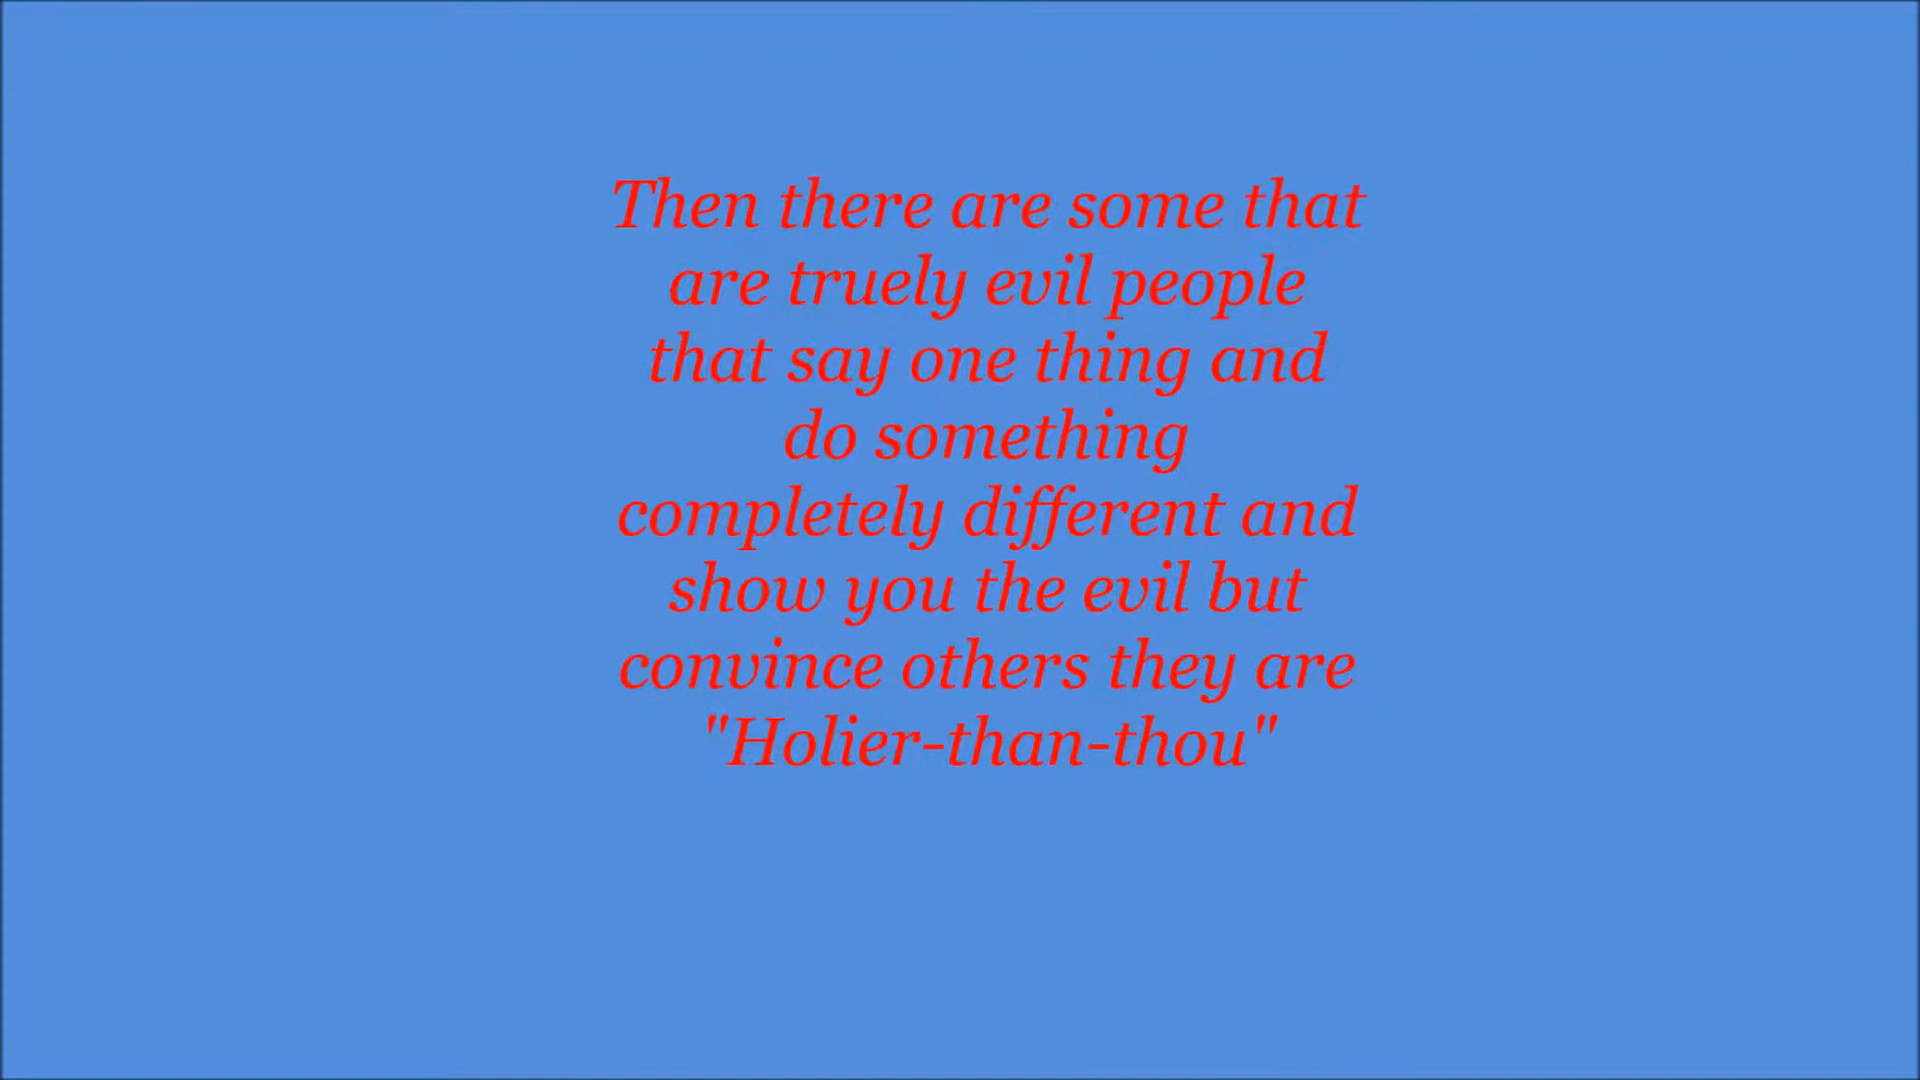 Then there are some that
are truely evil people
that say one thing and
do something
completely different and
show you the evil but
convince others they are
"Holier-than-thou"